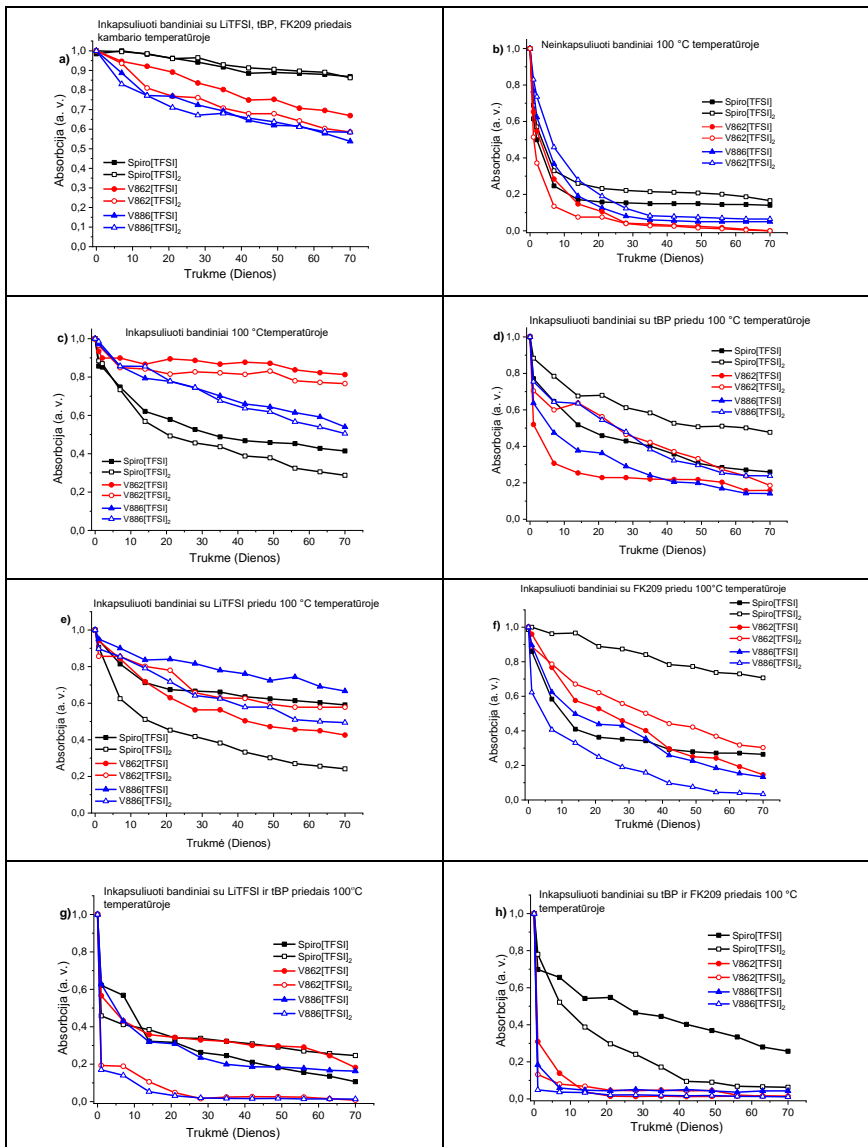 Inkapsuliuoti bandiniai su LiTFSI, tBP, FK209 priedais
kambario temperatūroje
a)
Absorbcija (a. v.)
1,0
0,9
0,8
0,7
0,6
0,5
0,4
0,3
0,2
0,1
0,0
Spiro[TFSI]
Spiro[TFSI]2
V862[TFSI]
V862[TFSI]2
V886[TFSI]
V886[TFSI]2
0 10 20 30 40 50 60 70
Trukme (Dienos)
b) Neinkapsuliuoti bandiniai 100 °C temperatūroje
Absorbcija (a. v.)
1,0
0,8
0,6
0,4
0,2
0,0
Spiro[TFSI]
Spiro[TFSI]2
V862[TFSI]
V862[TFSI]2
V886[TFSI]
V862[TFSI]2
0 10 20 30 40 50 60 70
Trukme (Dienos)
c) Inkapsuliuoti bandiniai 100 °Ctemperatūroje
Absorbcija (a. v.)
1,0
0,8
0,6
0,4
0,2
0,0
Spiro[TFSI]
Spiro[TFSI]2
V862[TFSI]
V862[TFSI]2
V886[TFSI]
V886[TFSI]2
0 10 20 30 40 50 60 70
Trukme (Dienos)
Inkapsuliuoti bandiniai su tBP priedu 100 °C temperatūroje
d)
Absorbcija (a. v.)
1,0
0,8
0,6
0,4
0,2
0,0
Spiro[TFSI]
Spiro[TFSI]2
V862[TFSI]
V862[TFSI]2
V886[TFSI]
V886[TFSI]2
0 10 20 30 40 50 60 70
Trukme (Dienos)
Inkapsuliuoti bandiniai su LiTFSI priedu 100 °C temperatūroje
e)
Absorbcija (a. v.)
1,0
0,8
0,6
0,4
0,2
0,0
Spiro[TFSI]
Spiro[TFSI]2
V862[TFSI]
V862[TFSI]2
V886[TFSI]
V886[TFSI]2
0 10 20 30 40 50 60 70
Trukmė (Dienos)
Inkapsuliuoti bandiniai su FK209 priedu 100°C temperatūroje
f)
Absorbcija (a. v.)
1,0
0,8
0,6
0,4
0,2
0,0
Spiro[TFSI]
Spiro[TFSI]2
V862[TFSI]
V862[TFSI]2
V886[TFSI]
V886[TFSI]2
0 10 20 30 40 50 60 70
Trukmė (Dienos)
Inkapsuliuoti bandiniai su LiTFSI ir tBP priedais 100°C
g) temperatūroje
Absorbcija (a. v.)
1,0
0,8
0,6
0,4
0,2
0,0
Spiro[TFSI]
Spiro[TFSI]2
V862[TFSI]
V862[TFSI]2
V886[TFSI]
V886[TFSI]2
0 10 20 30 40 50 60 70
Trukmė (Dienos)
Inkapsuliuoti bandiniai su tBP ir FK209 priedais 100 °C
h) temperatūroje
Absorbcija (a. v.)
1,0
0,8
0,6
0,4
0,2
0,0
Spiro[TFSI]
Spiro[TFSI]2
V862[TFSI]
V862[TFSI]2
V886[TFSI]
V886[TFSI]2
0 10 20 30 40 50 60 70
Trukmė (Dienos)